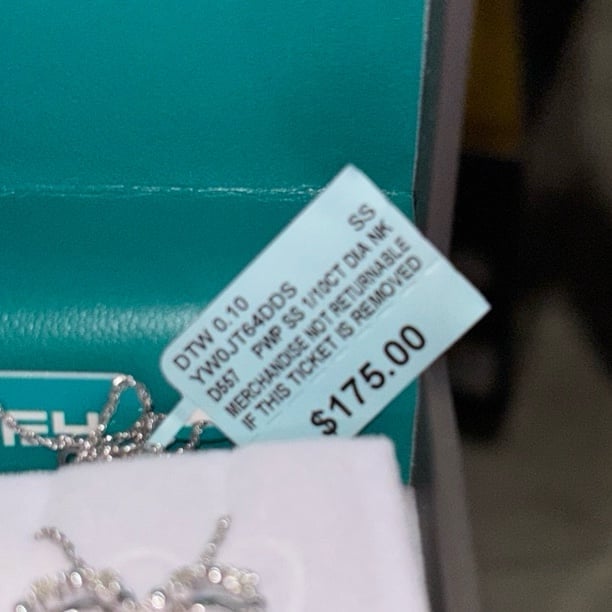 DTW 0.10 SS
YW0JT64DDS
D557 PWP SS 1/10CT DIA NK
MERCHANDISE NOT RETURNABLE
IF THIS TICKET IS REMOVED
$175.00